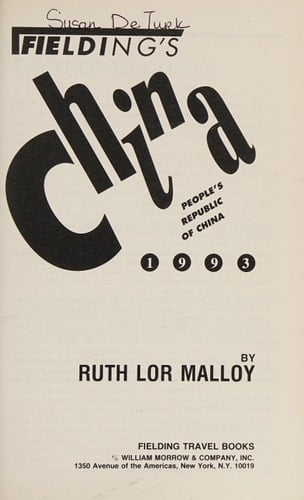 Susan De Turk
FIELDING'S
China
PEOPLE'S
REPUBLIC
OF CHINA
1993
BY
RUTH LOR MALLOY
FIELDING TRAVEL BOOKS
℅ WILLIAM MORROW & COMPANY, INC.
1350 Avenue of the Americas, New York, N.Y. 10019